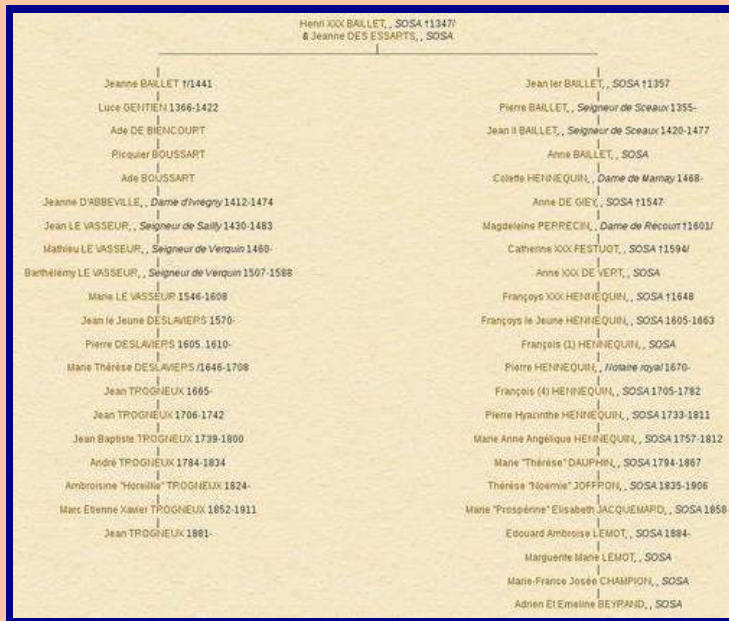 Henri XXX BAILLET, , SOSA †1347/
& Jeanne DES ESSARTS, , SOSA
Jeanne BAILLET †/1441
Luce GENTIEN 1366-1422
Ade DE BIENCOURT
Ricquier BOUSSART
Ade BOUSSART
Jeanne D'ABBEVILLE, , Dame d'Ivregny 1412-1474
Jean LE VASSEUR, , Seigneur de Sailly 1430-1483
Mathieu LE VASSEUR, , Seigneur de Verquin 1460-
Barthélémy LE VASSEUR, , Seigneur de Verquin 1507-1588
Marie LE VASSEUR 1546-1608
Jean le Jeune DESLAVIERS 1570-
Pierre DESLAVIERS 1605..1610-
Marie Thérèse DESLAVIERS /1646-1708
Jean TROGNEUX 1665-
Jean TROGNEUX 1706-1742
Jean Baptiste TROGNEUX 1739-1800
André TROGNEUX 1784-1834
Ambroisine "Horeille" TROGNEUX 1824-
Marc Etienne Xavier TROGNEUX 1852-1911
Jean TROGNEUX 1881-
Jean Ier BAILLET, , SOSA †1357
Pierre BAILLET, , Seigneur de Sceaux 1355-
Jean II BAILLET, , Seigneur de Sceaux 1420-1477
Anne BAILLET, , SOSA
Colette HENNEQUIN, , Dame de Marnay 1468-
Anne DE GIEY, , SOSA †1547
Magdeleine PERRECIN, , Dame de Recourt †1601/
Catherine XXX FESTUOT, , SOSA †1594/
Anne XXX DE VERT, , SOSA
Françoys XXX HENNEQUIN, , SOSA †1648
Françoys le Jeune HENNEQUIN, , SOSA 1605-1663
François (1) HENNEQUIN, , SOSA
Pierre HENNEQUIN, , Notaire royal 1670-
François (4) HENNEQUIN, , SOSA 1705-1782
Pierre Hyacinthe HENNEQUIN, , SOSA 1733-1811
Marie Anne Angélique HENNEQUIN, , SOSA 1757-1812
Marie "Thérèse" DAUPHIN, , SOSA 1794-1867
Thérèse "Noémie" JOFFRON, , SOSA 1835-1906
Marie "Prospérine" Elisabeth JACQUEMARD, , SOSA 1858-
Edouard Ambroise LEMOT, , SOSA 1884-
Marguerite Marie LEMOT, , SOSA
Marie-France Josée CHAMPION, , SOSA
Adrien Et Emeline BEYRAND, , SOSA